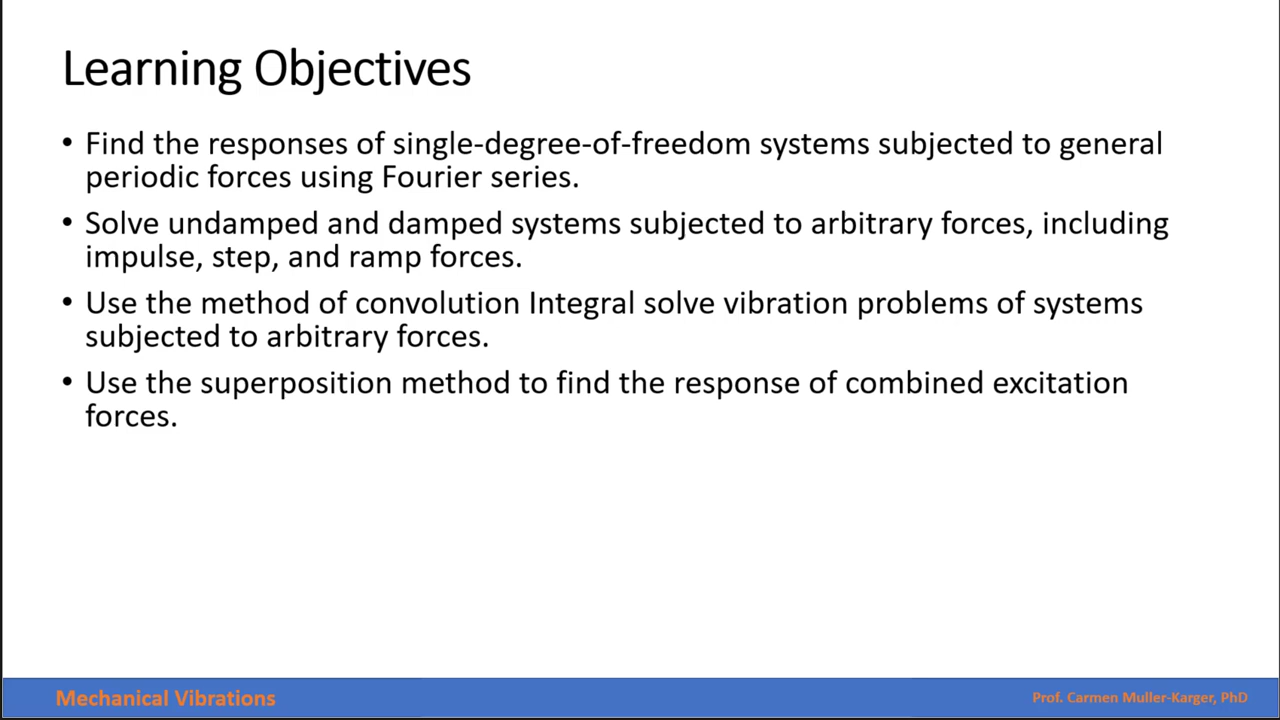 Learning Objectives
• Find the responses of single-degree-of-freedom systems subjected to general
periodic forces using Fourier series.
• Solve undamped and damped systems subjected to arbitrary forces, including
impulse, step, and ramp forces.
• Use the method of convolution Integral solve vibration problems of systems
subjected to arbitrary forces.
• Use the superposition method to find the response of combined excitation
forces.
Mechanical Vibrations
Prof. Carmen Muller-Karger, PhD